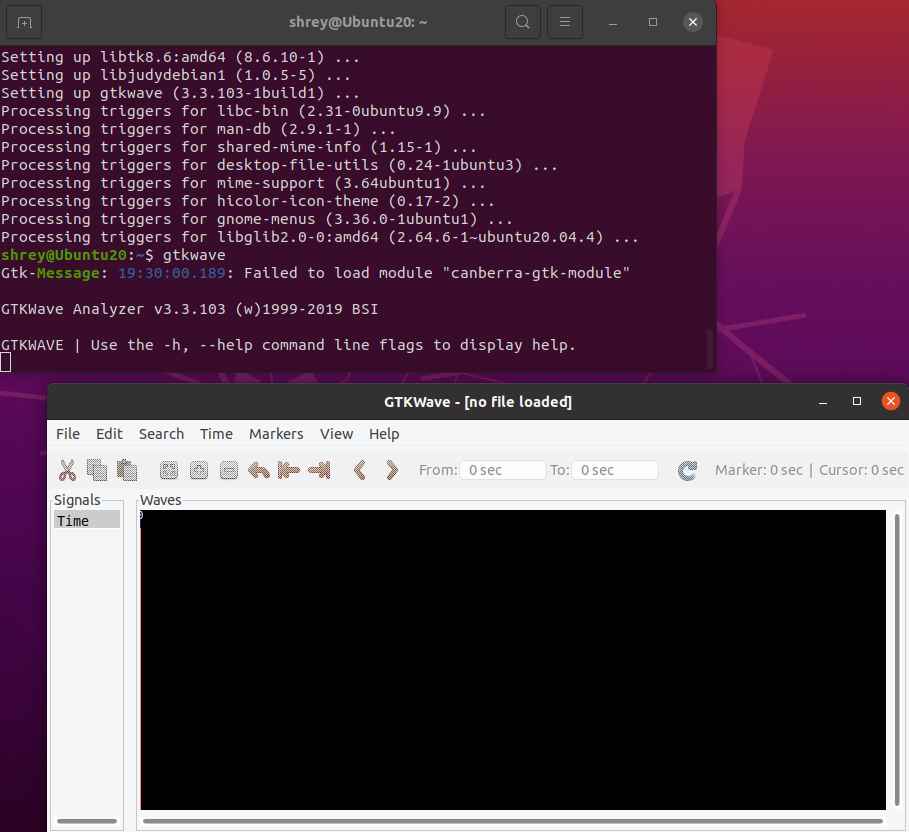 shrey@Ubuntu20: ~
Setting up libtk8.6:amd64 (8.6.10-1) ...
Setting up libjudydebian1 (1.0.5-5) ...
Setting up gtkwave (3.3.103-1build1) ...
Processing triggers for libc-bin (2.31-0ubuntu9.9) ...
Processing triggers for man-db (2.9.1-1) ...
Processing triggers for shared-mime-info (1.15-1) ...
Processing triggers for desktop-file-utils (0.24-1ubuntu3) ...
Processing triggers for mime-support (3.64ubuntu1) ...
Processing triggers for hicolor-icon-theme (0.17-2) ...
Processing triggers for gnome-menus (3.36.0-1ubuntu1) ...
Processing triggers for libglib2.0-0:amd64 (2.64.6-1~ubuntu20.04.4) ...
shrey@Ubuntu20:~$ gtkwave
Gtk-Message: 19:30:00.189: Failed to load module "canberra-gtk-module"
GTKWave Analyzer v3.3.103 (w)1999-2019 BSI
GTKWAVE | Use the -h, --help command line flags to display help.
GTKWave - [no file loaded]
File Edit Search Time Markers View Help
From: 0 sec To: 0 sec Marker: 0 sec | Cursor: 0 sec
Signals Waves
Time 0